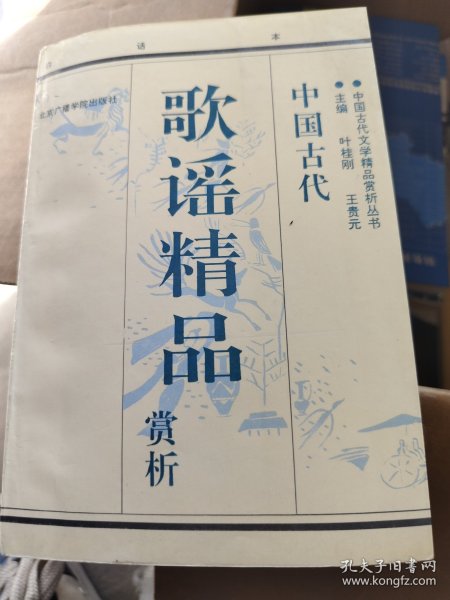 白话本
中国古代文学精品赏析丛书
主编 叶桂刚 王贵元
中国古代
歌谣精品
赏析
北京广播学院出版社
孔夫子旧书网
www.kongfz.com